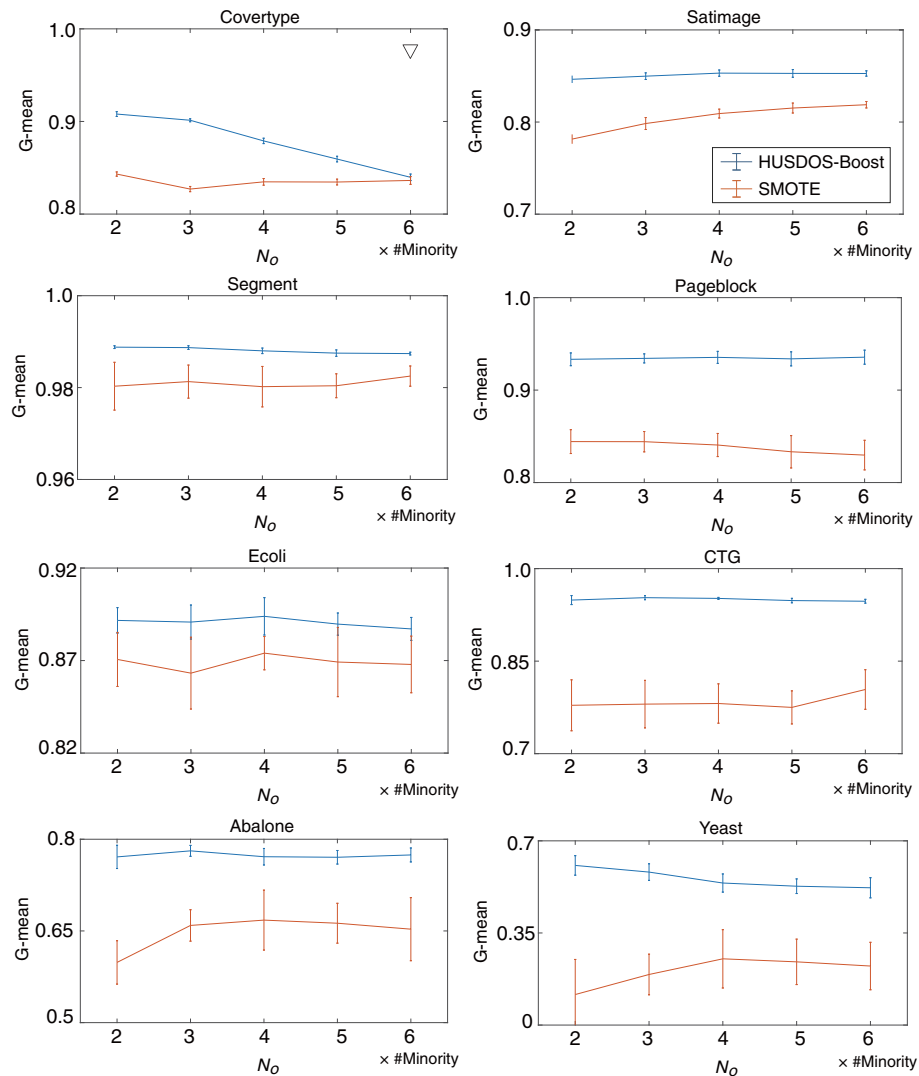 Covertype
1.0
0.9
0.8
G-mean
2 3 4 5 6
× #Minority
No
Satimage
0.9
0.8
0.7
G-mean
HUSDOS-Boost
SMOTE
2 3 4 5 6
× #Minority
No
Segment
1.0
0.98
0.96
G-mean
2 3 4 5 6
× #Minority
No
Pageblock
1.0
0.9
0.8
G-mean
2 3 4 5 6
× #Minority
No
Ecoli
0.92
0.87
0.82
G-mean
2 3 4 5 6
× #Minority
No
CTG
1.0
0.85
0.7
G-mean
2 3 4 5 6
× #Minority
No
Abalone
0.8
0.65
0.5
G-mean
2 3 4 5 6
× #Minority
No
Yeast
0.7
0.35
0
G-mean
2 3 4 5 6
× #Minority
No